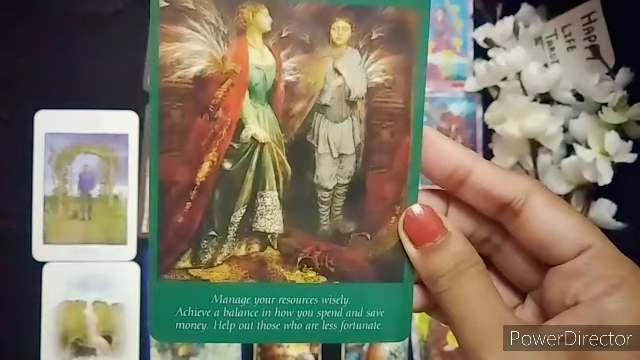 HAPPY
LIFE
TAROT
Manage your resources wisely.
Achieve a balance in how you spend and save
money. Help out those who are less fortunate.
PowerDirector